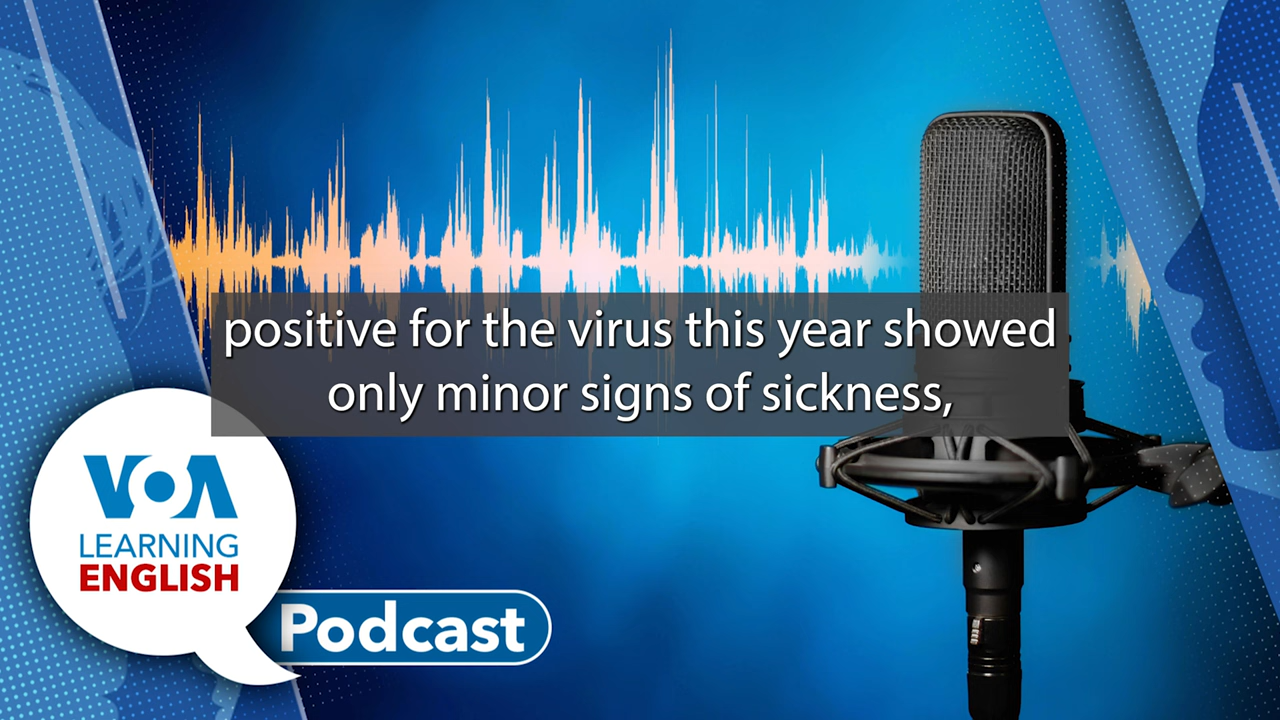 positive for the virus this year showed
only minor signs of sickness,
VOA
LEARNING
ENGLISH
Podcast